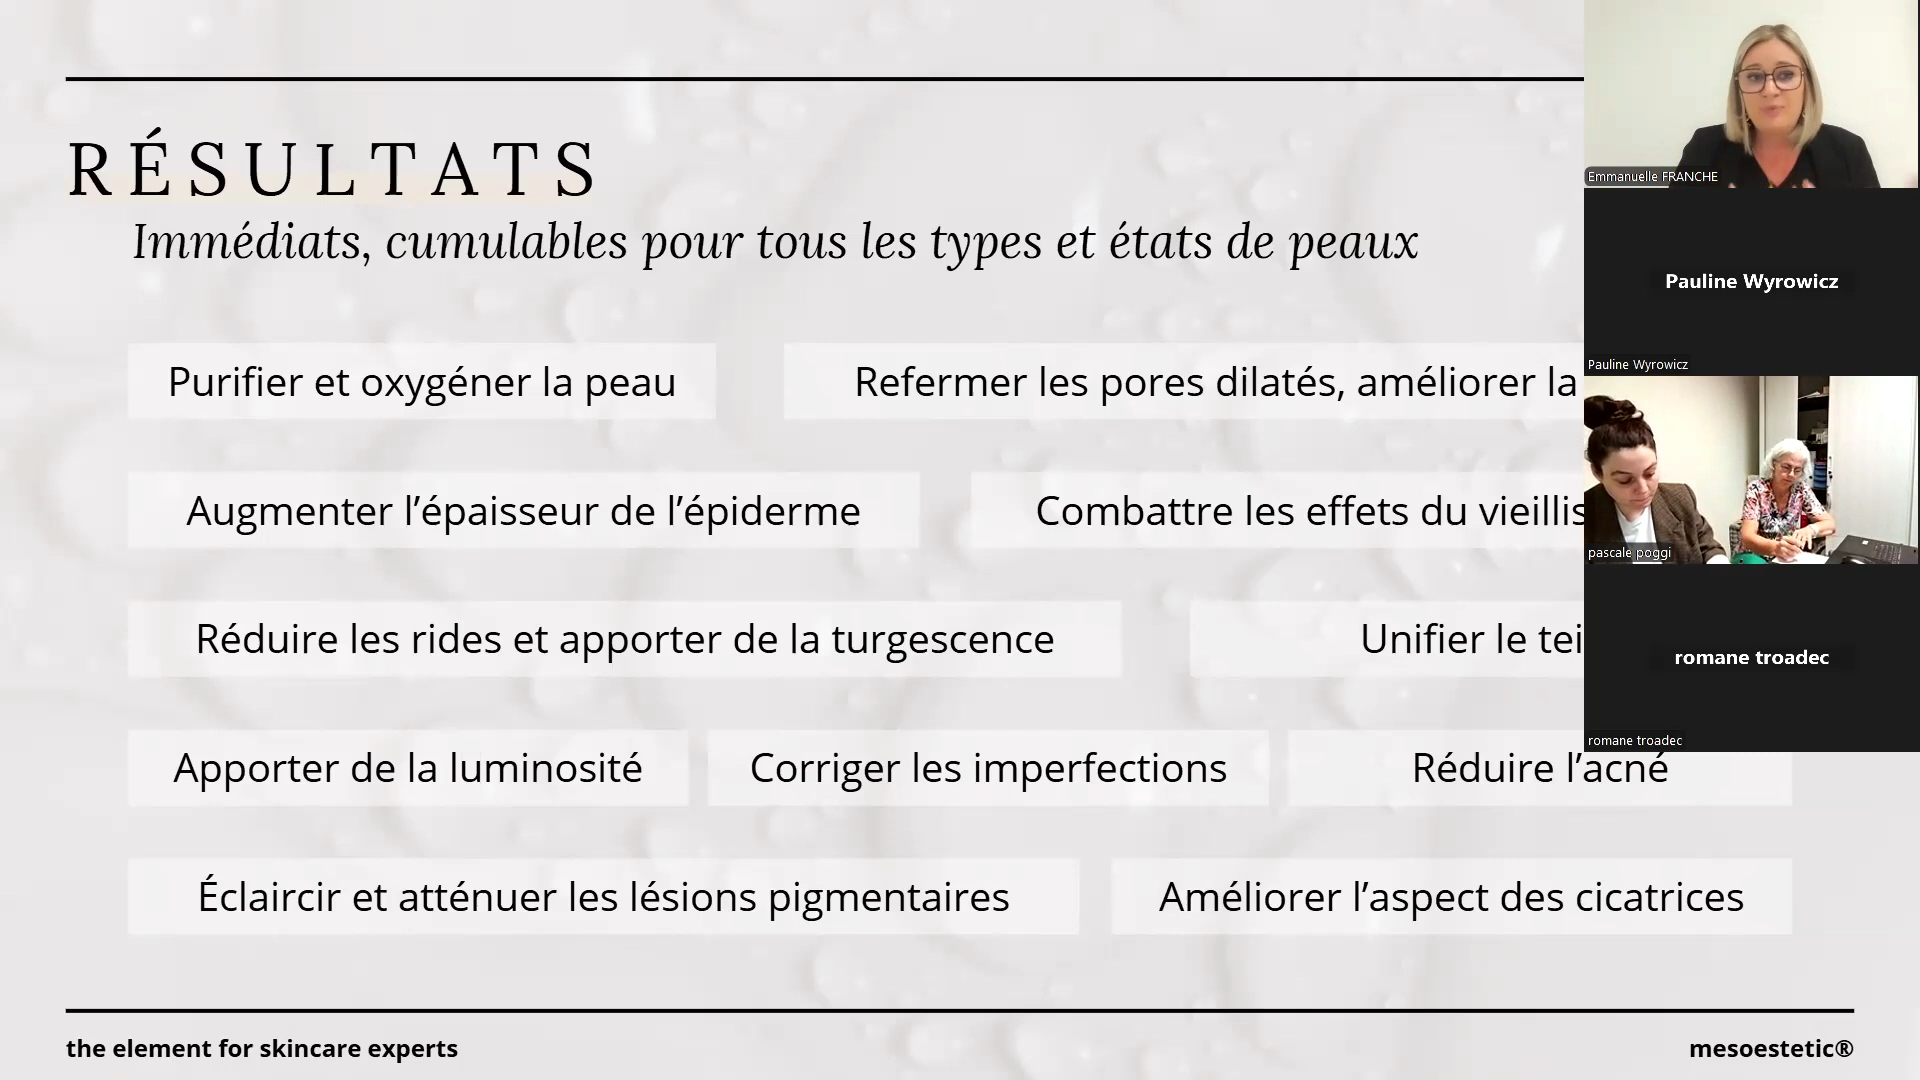 RÉSULTATS
Immédiats, cumulables pour tous les types et états de peaux
Purifier et oxygéner la peau
Refermer les pores dilatés, améliorer la
Augmenter l’épaisseur de l’épiderme
Combattre les effets du
Réduire les rides et apporter de la turgescence
Unifier le
Apporter de la luminosité
Corriger les imperfections
Réduire l’acné
Éclaircir et atténuer les lésions pigmentaires
Améliorer l’aspect des cicatrices
the element for skincare experts
mesoestetic®
Emmanuelle FRANCHE
Pauline Wyrowicz
Pauline Wyrowicz
pascale poggi
romane troadec
romane troadec